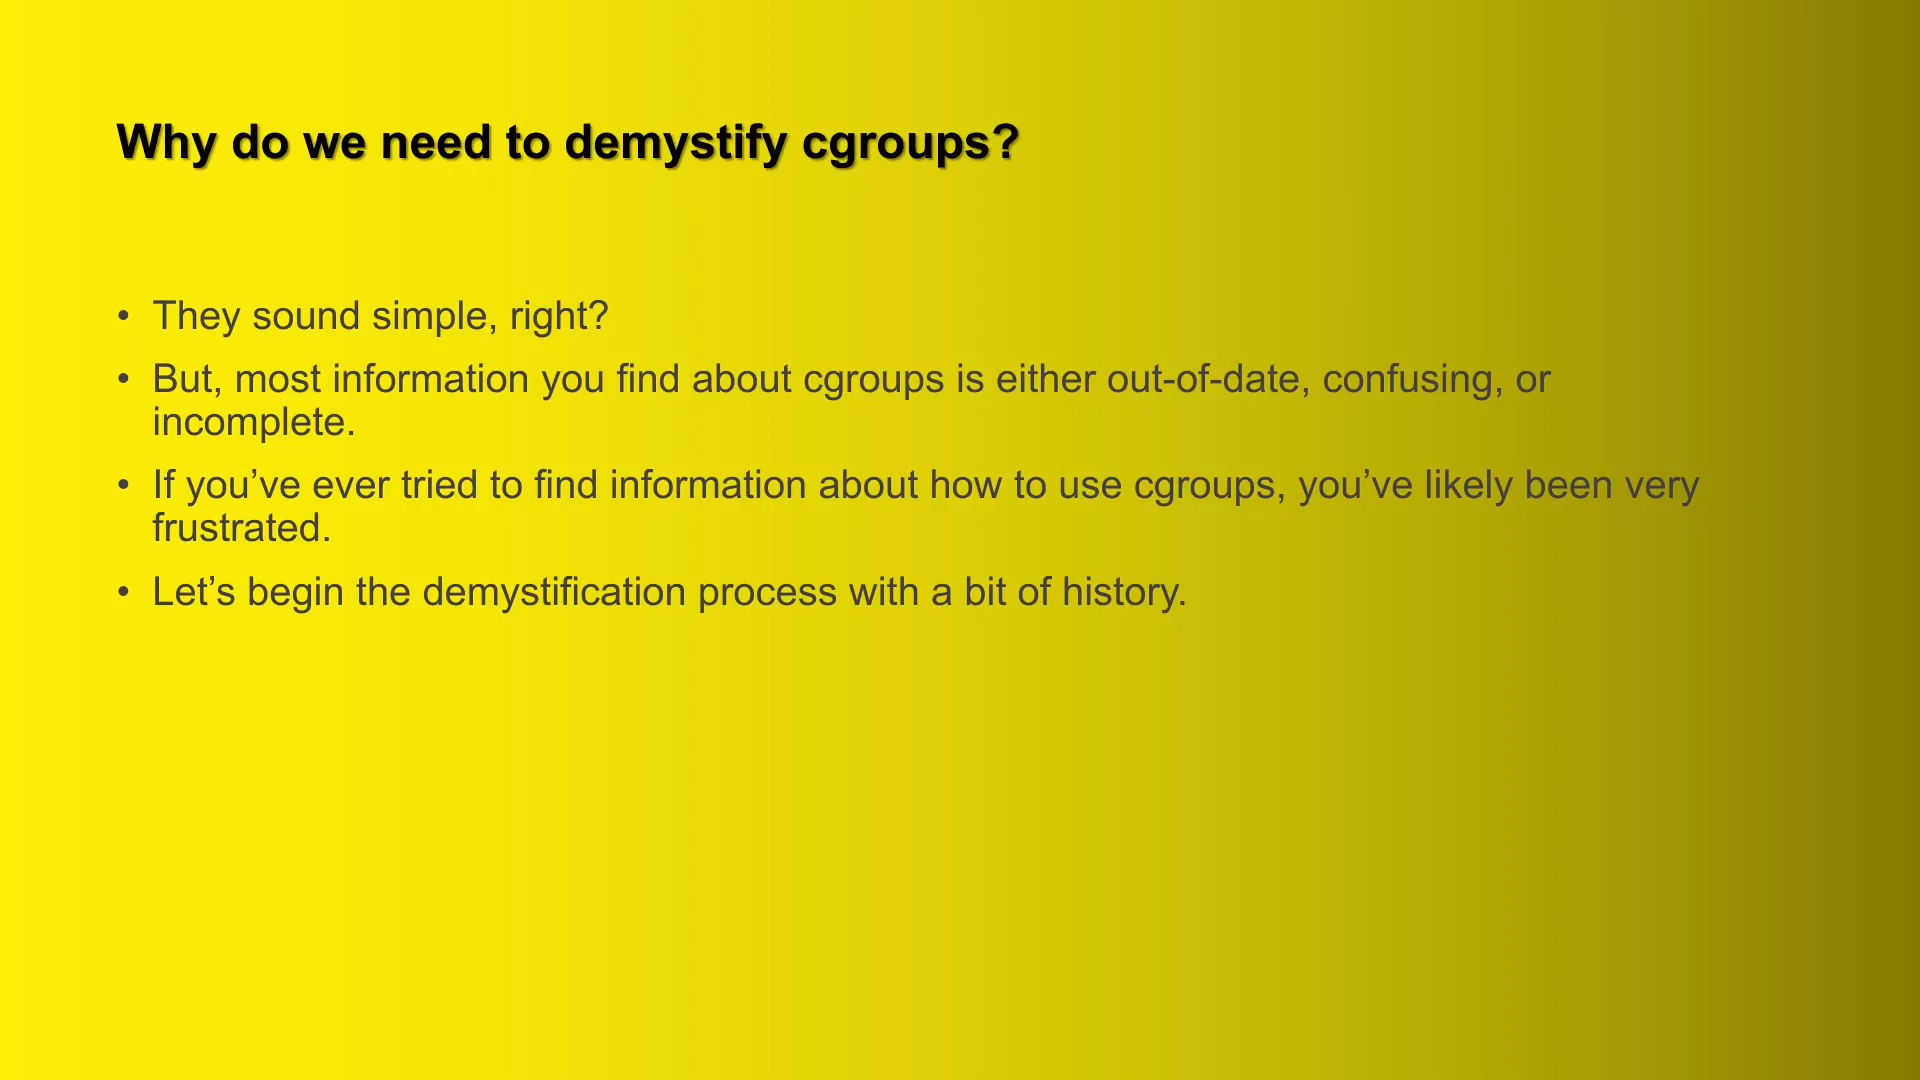 Why do we need to demystify cgroups?
• They sound simple, right?
• But, most information you find about cgroups is either out-of-date, confusing, or
incomplete.
• If you’ve ever tried to find information about how to use cgroups, you’ve likely been very
frustrated.
• Let’s begin the demystification process with a bit of history.